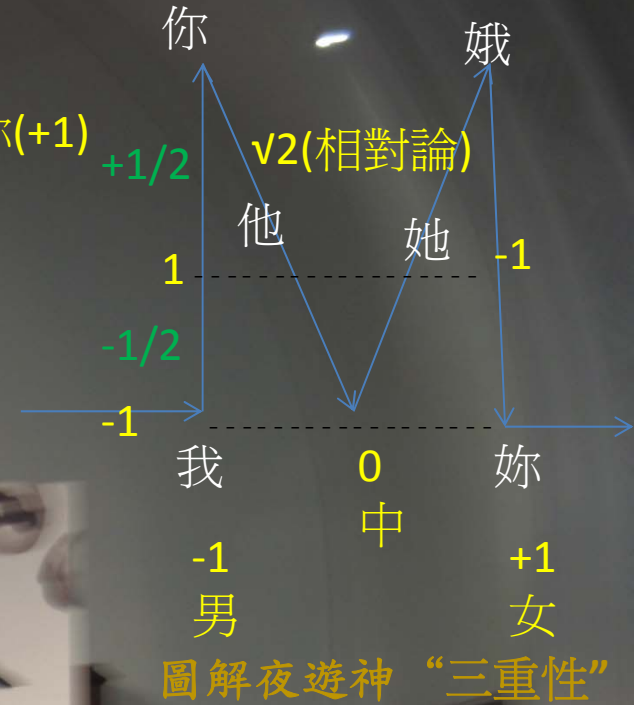 你 娥
妳(+1)
+1/2 √2(相對論)
他 她
1 -1
-1/2
-1
我 0 妳
中
-1 +1
男 女
圖解夜遊神“三重性”